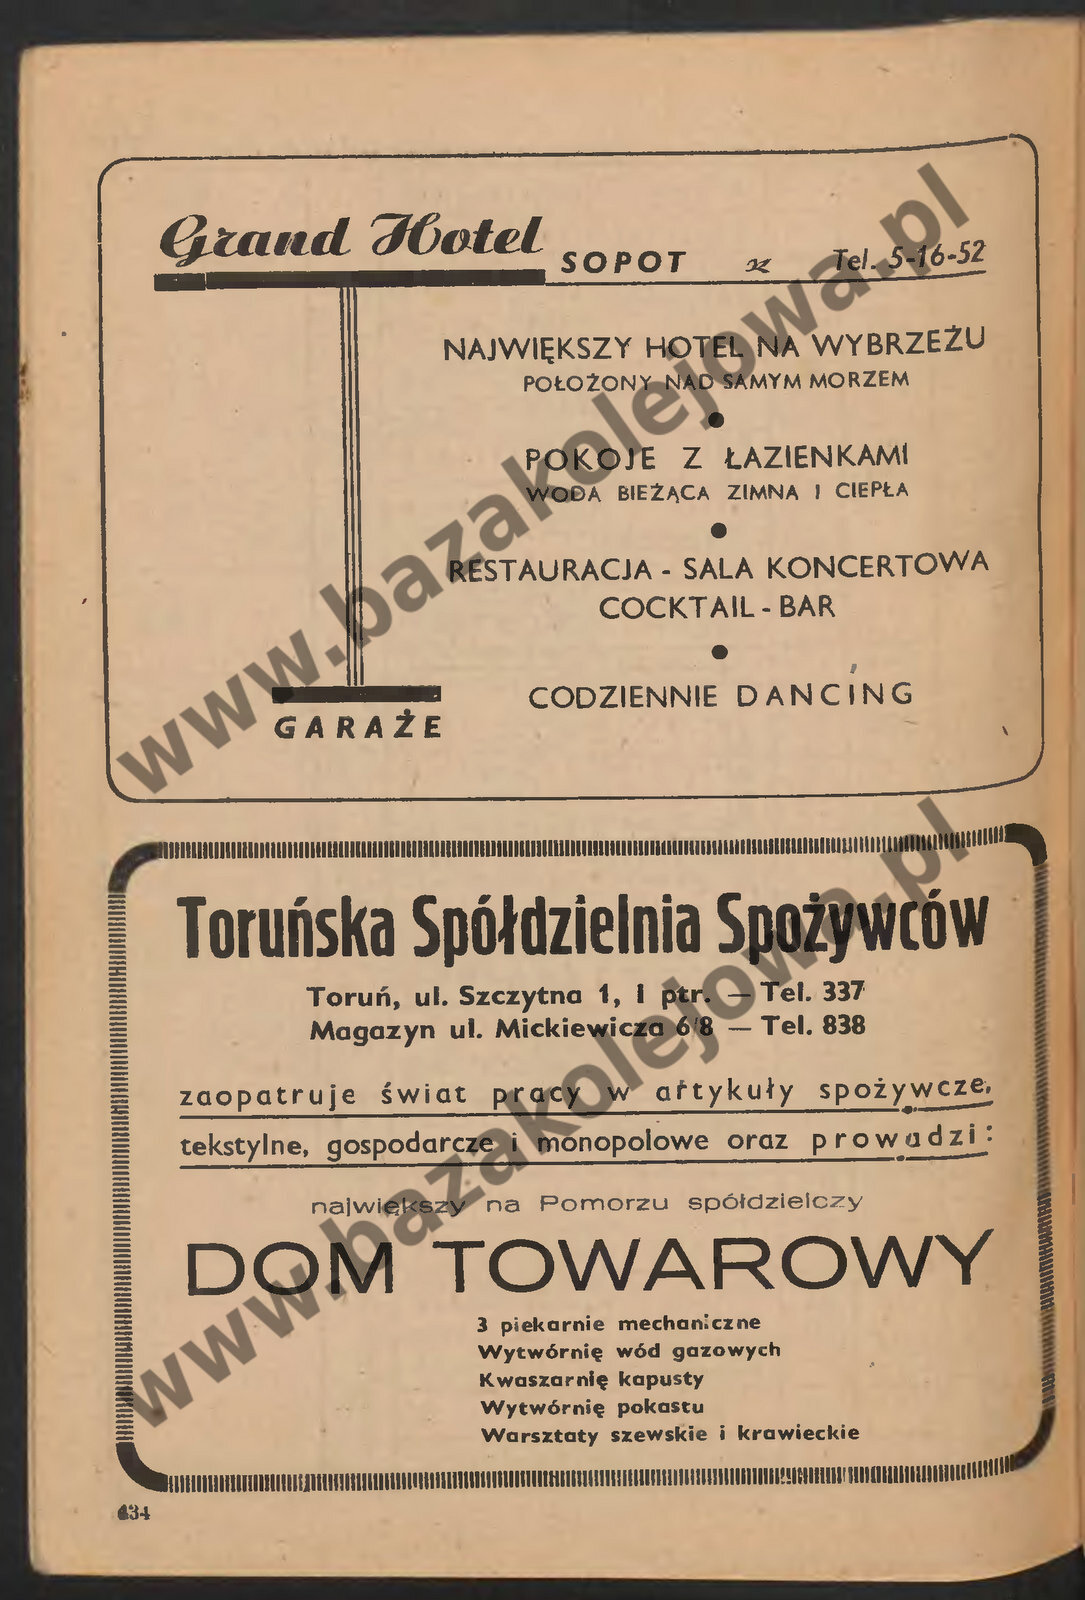 Grand Hotel SOPOT Tel. 5-16-52
NAJWIĘKSZY HOTEL NA WYBRZEŻU
POŁOŻONY NAD SAMYM MORZEM
POKOJE Z ŁAZIENKAMI
WODA BIEŻĄCA ZIMNA I CIEPŁA
RESTAURACJA - SALA KONCERTOWA
COCKTAIL - BAR
CODZIENNIE DANCING
GARAŻE
www.bazakolejowa.pl
Toruńska Spółdzielnia Spożywców
Toruń, ul. Szczytna 1, I ptr. — Tel. 337
Magazyn ul. Mickiewicza 6/8 — Tel. 838
zaopatruje świat pracy w artykuły spożywcze,
tekstylne, gospodarcze i monopolowe oraz prowadzi:
największy na Pomorzu spółdzielczy
DOM TOWAROWY
3 piekarnie mechaniczne
Wytwórnię wód gazowych
Kwaszarnię kapusty
Wytwórnię pokostu
Warsztaty szewskie i krawieckie
www.bazakolejowa.pl